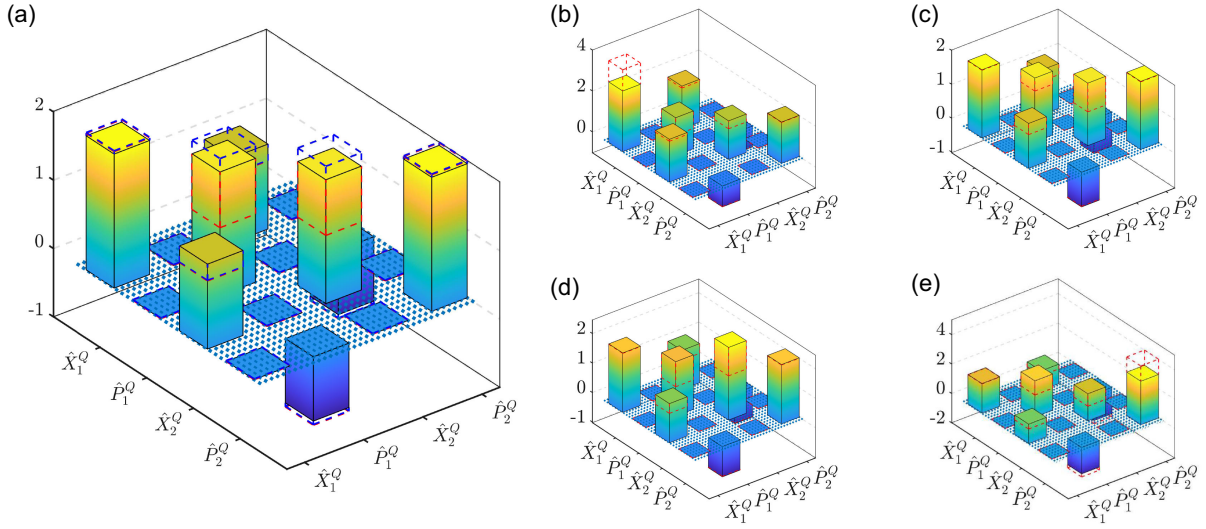 (a)
2
1
0
-1
X̂₁^Q
P̂₁^Q
X̂₂^Q
P̂₂^Q
X̂₁^Q
P̂₁^Q
X̂₂^Q
P̂₂^Q
(b)
4
2
0
X̂₁^Q
P̂₁^Q
X̂₂^Q
P̂₂^Q
X̂₁^Q
P̂₁^Q
X̂₂^Q
P̂₂^Q
(c)
2
1
0
-1
X̂₁^Q
P̂₁^Q
X̂₂^Q
P̂₂^Q
X̂₁^Q
P̂₁^Q
X̂₂^Q
P̂₂^Q
(d)
2
1
0
-1
X̂₁^Q
P̂₁^Q
X̂₂^Q
P̂₂^Q
X̂₁^Q
P̂₁^Q
X̂₂^Q
P̂₂^Q
(e)
4
2
0
-2
X̂₁^Q
P̂₁^Q
X̂₂^Q
P̂₂^Q
X̂₁^Q
P̂₁^Q
X̂₂^Q
P̂₂^Q